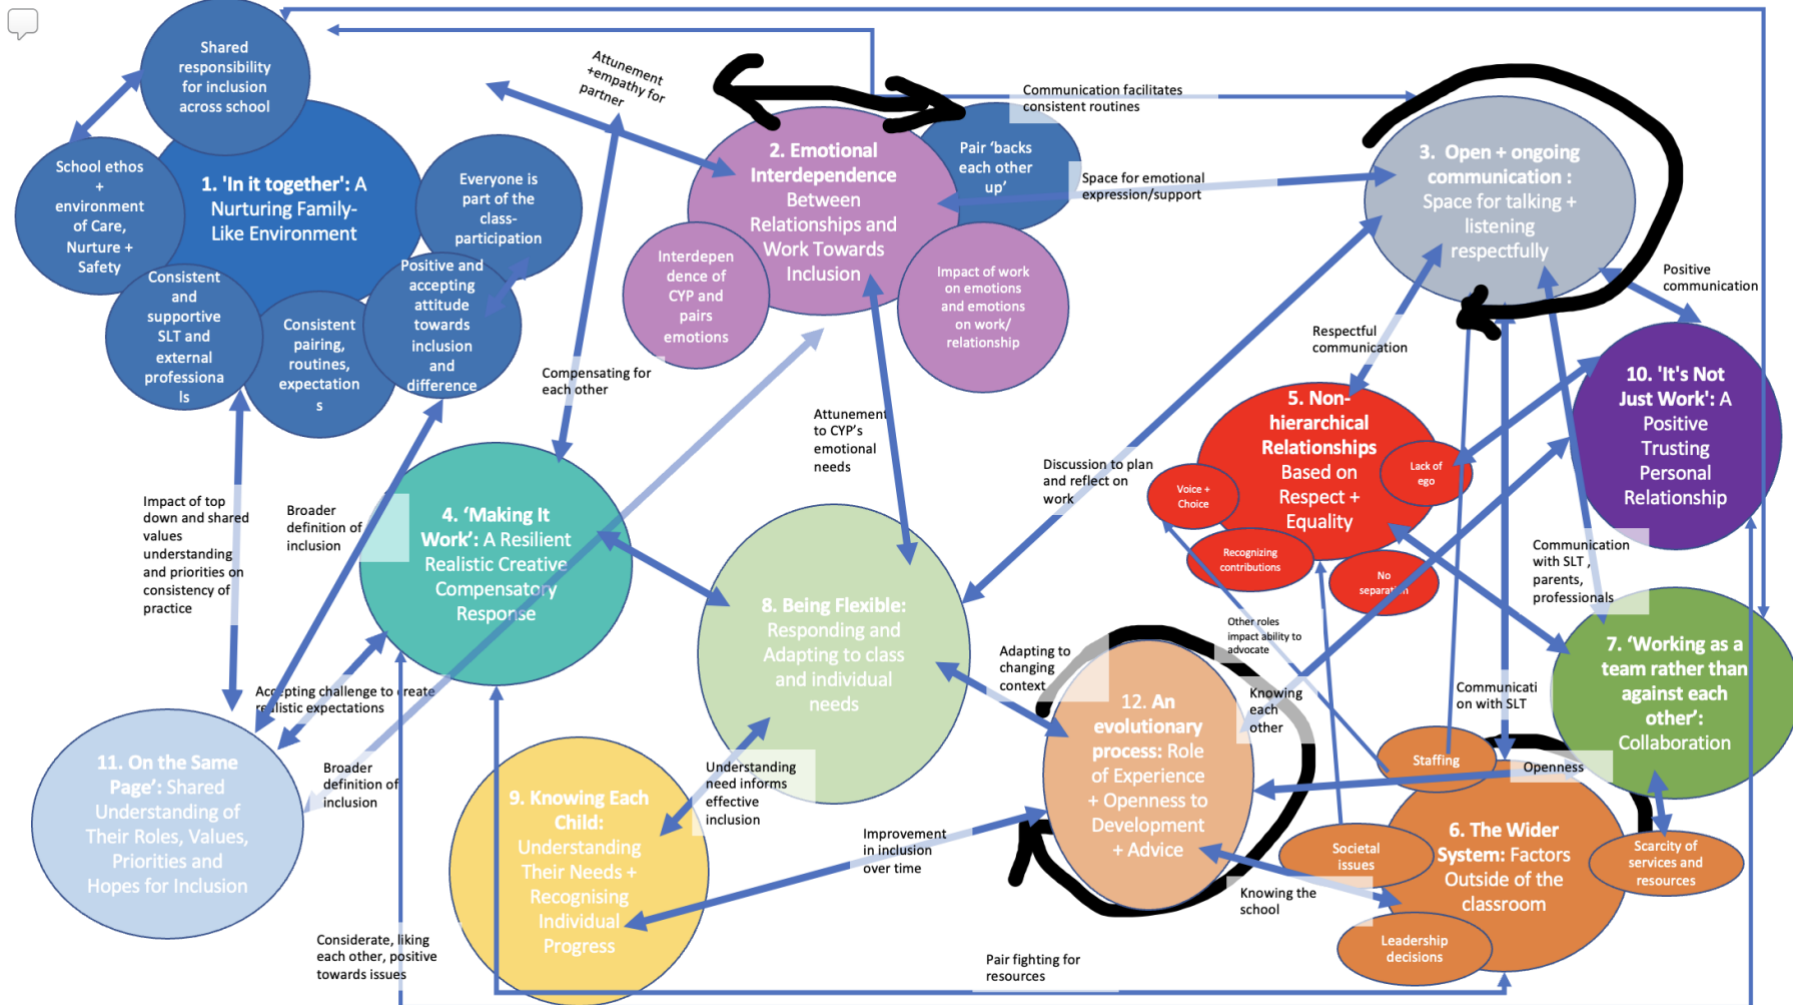 Shared
responsibility
for inclusion
across school
School ethos
+
environment
of Care,
Nurture +
Safety
1. 'In it together': A
Nurturing Family-
Like Environment
Everyone is
part of the
class-
participation
Consistent
and
supportive
SLT and
external
professiona
ls
Consistent
pairing,
routines,
expectation
s
Positive and
accepting
attitude
towards
inclusion
and
difference
Attunement
+empathy for
partner
2. Emotional
Interdependence
Between
Relationships and
Work Towards
Inclusion
Pair ‘backs
each other
up’
Interdepen
dence of
CYP and
pairs
emotions
Impact of work
on emotions
and emotions
on work/
relationship
Communication facilitates
consistent routines
Space for emotional
expression/support
3. Open + ongoing
communication :
Space for talking +
listening
respectfully
Positive
communication
Respectful
communication
Compensating for
each other
Attunement
to CYP’s
emotional
needs
Discussion to plan
and reflect on
work
5. Non-
hierarchical
Relationships
Based on
Respect +
Equality
Lack of
ego
Voice +
Choice
Recognizing
contributions
No
separation
10. 'It's Not
Just Work': A
Positive
Trusting
Personal
Relationship
Impact of top
down and shared
values
understanding
and priorities on
consistency of
practice
Broader
definition of
inclusion
4. ‘Making It
Work’: A Resilient
Realistic Creative
Compensatory
Response
8. Being Flexible:
Responding and
Adapting to class
and individual
needs
Communication
with SLT ,
parents,
professionals
Other roles
impact ability to
advocate
Adapting to
changing
context
7. ‘Working as a
team rather than
against each
other’:
Collaboration
Accepting challenge to create
realistic expectations
Knowing
each
other
Communicati
on with SLT
12. An
evolutionary
process: Role
of Experience
+ Openness to
Development
+ Advice
11. On the Same
Page’: Shared
Understanding of
Their Roles, Values,
Priorities and
Hopes for Inclusion
Broader
definition of
inclusion
9. Knowing Each
Child:
Understanding
Their Needs +
Recognising
Individual
Progress
Understanding
need informs
effective
inclusion
Improvement
in inclusion
over time
Staffing
Openness
6. The Wider
System: Factors
Outside of the
classroom
Societal
issues
Scarcity of
services and
resources
Leadership
decisions
Knowing the
school
Considerate, liking
each other, positive
towards issues
Pair fighting for
resources